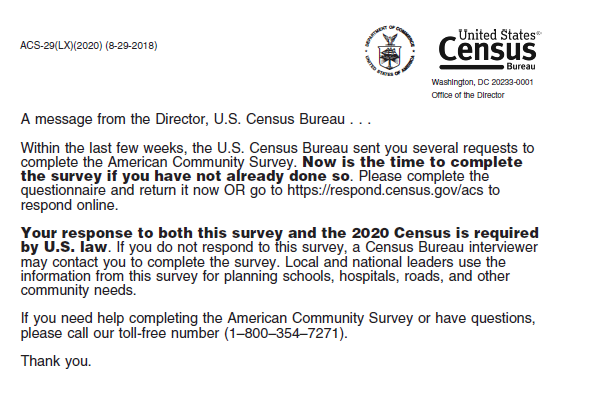 ACS-29(LX)(2020) (8-29-2018)
DEPARTMENT OF COMMERCE
UNITED STATES OF AMERICA
United States®
Census
Bureau
Washington, DC 20233-0001
Office of the Director
A message from the Director, U.S. Census Bureau . . .
Within the last few weeks, the U.S. Census Bureau sent you several requests to
complete the American Community Survey. Now is the time to complete
the survey if you have not already done so. Please complete the
questionnaire and return it now OR go to https://respond.census.gov/acs to
respond online.
Your response to both this survey and the 2020 Census is required
by U.S. law. If you do not respond to this survey, a Census Bureau interviewer
may contact you to complete the survey. Local and national leaders use the
information from this survey for planning schools, hospitals, roads, and other
community needs.
If you need help completing the American Community Survey or have questions,
please call our toll-free number (1–800–354–7271).
Thank you.